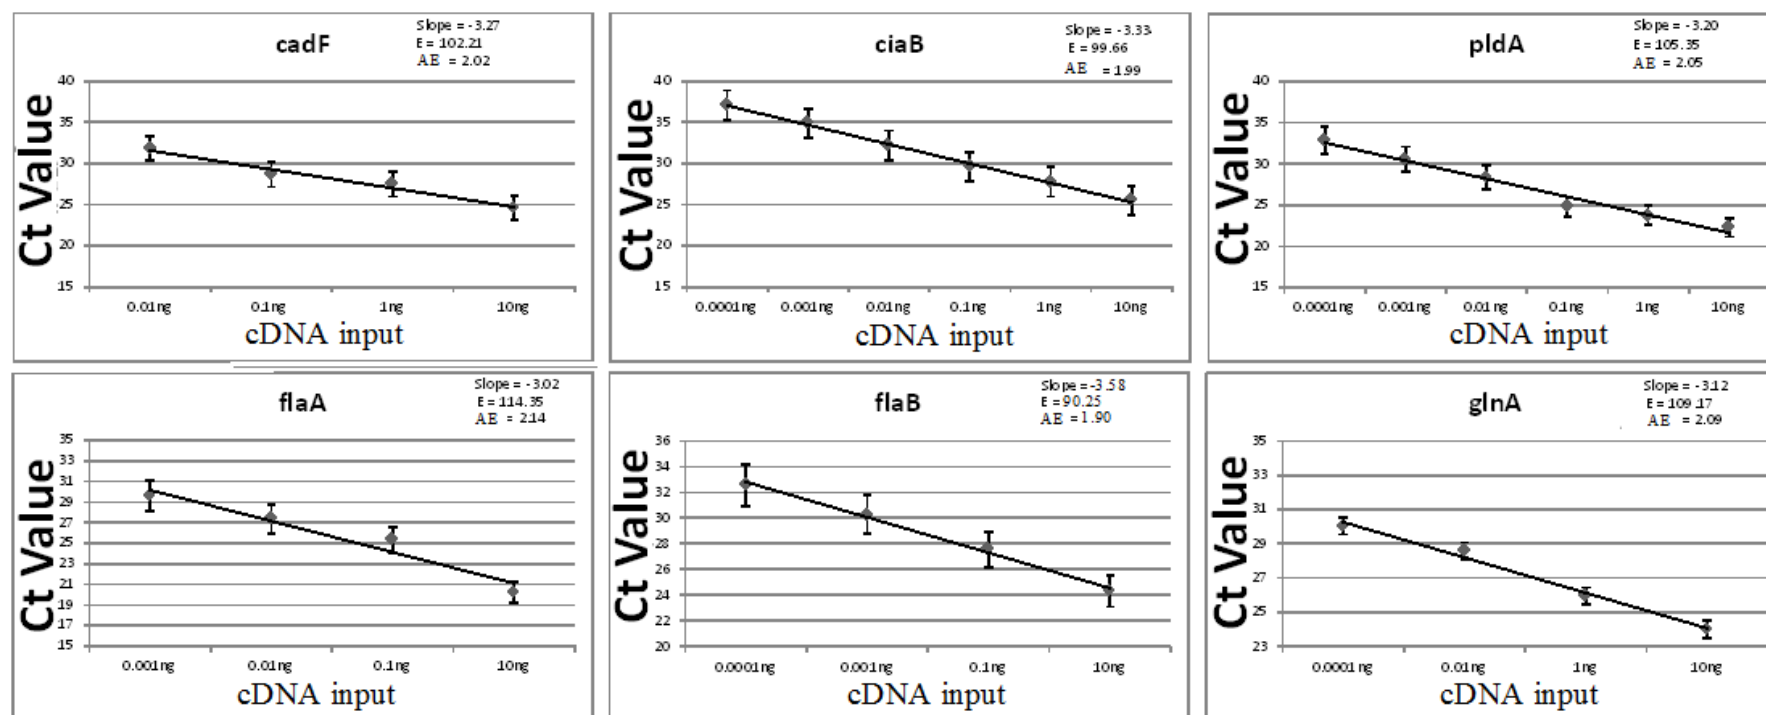 cadF
Slope = -3.27
E = 102.21
AE = 2.02
Ct Value
40
35
30
25
20
15
0.01ng 0.1ng 1ng 10ng
cDNA input
ciaB
Slope = -3.33
E = 99.66
AE = 1.99
Ct Value
40
35
30
25
20
15
0.0001ng 0.001ng 0.01ng 0.1ng 1ng 10ng
cDNA input
pldA
Slope = -3.20
E = 105.35
AE = 2.05
Ct Value
40
35
30
25
20
15
0.0001ng 0.001ng 0.01ng 0.1ng 1ng 10ng
cDNA input
flaA
Slope = -3.02
E = 114.35
AE = 2.14
Ct Value
35
33
31
29
27
25
23
21
19
17
15
0.001ng 0.01ng 0.1ng 10ng
cDNA input
flaB
Slope = -3.58
E = 90.25
AE = 1.90
Ct Value
36
34
32
30
28
26
24
22
20
0.0001ng 0.001ng 0.1ng 10ng
cDNA input
glnA
Slope = -3.12
E = 109.17
AE = 2.09
Ct Value
35
33
31
29
27
25
23
0.0001ng 0.01ng 1ng 10ng
cDNA input